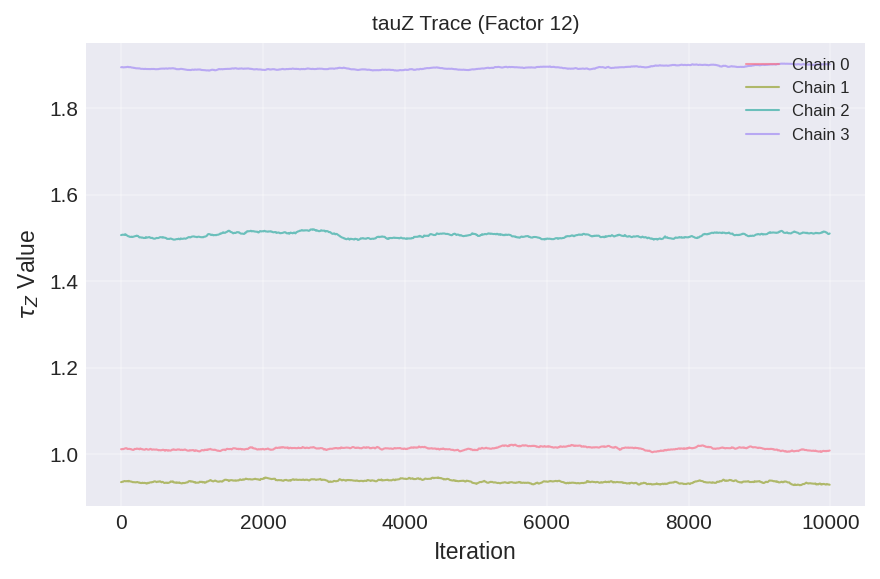 tauZ Trace (Factor 12)
τZ Value
1.8
1.6
1.4
1.2
1.0
0
2000
4000
6000
8000
10000
Iteration
Chain 0
Chain 1
Chain 2
Chain 3